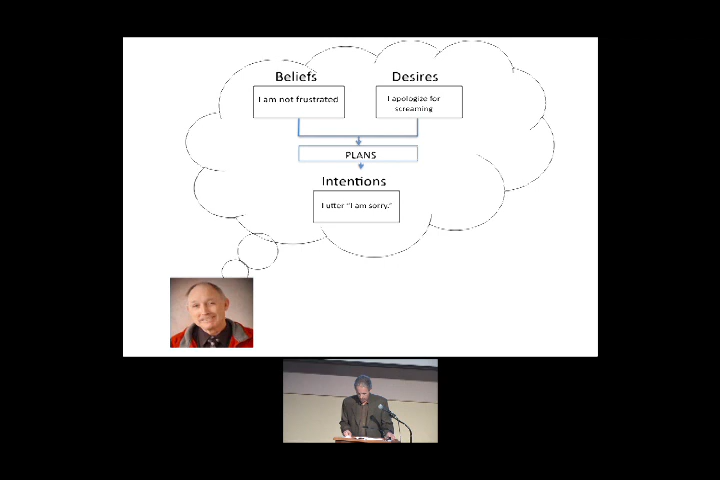 Beliefs
Desires
I am not frustrated
I apologize for
screaming
PLANS
Intentions
I utter "I am sorry."